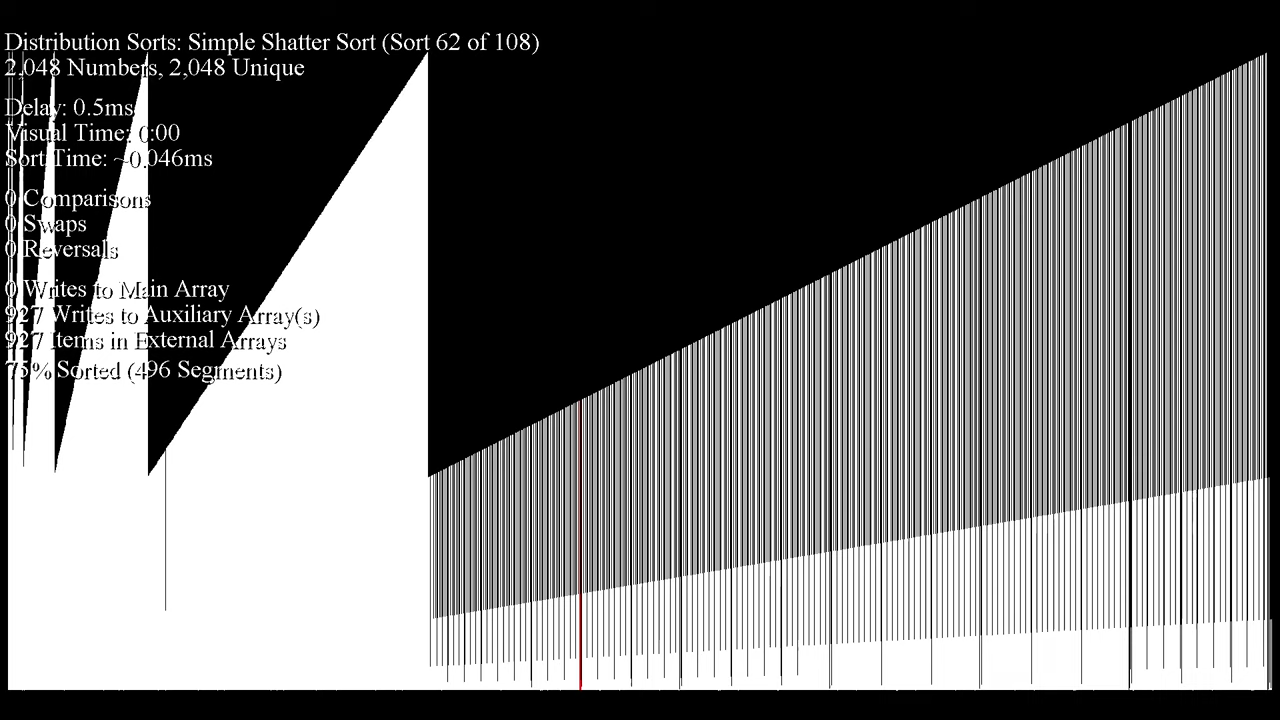 Distribution Sorts: Simple Shatter Sort (Sort 62 of 108)
2,048 Numbers, 2,048 Unique
Delay: 0.5ms
Visual Time: 0:00
Sort Time: ~0.046ms
0 Comparisons
0 Swaps
0 Reversals
0 Writes to Main Array
927 Writes to Auxiliary Array(s)
927 Items in External Arrays
75% Sorted (496 Segments)